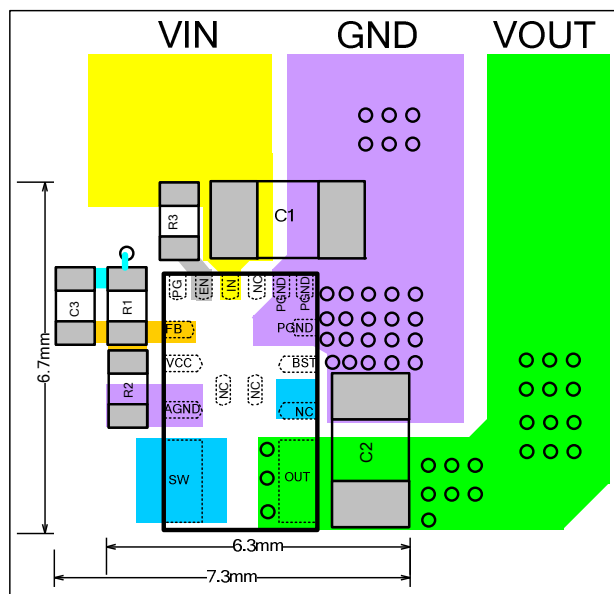 VIN GND VOUT
R3 C1
PG EN IN NC PGND PGND
C3 R1 FB PGND
VCC BST
R2 NC NC
AGND NC
SW OUT C2
6.7mm
6.3mm
7.3mm